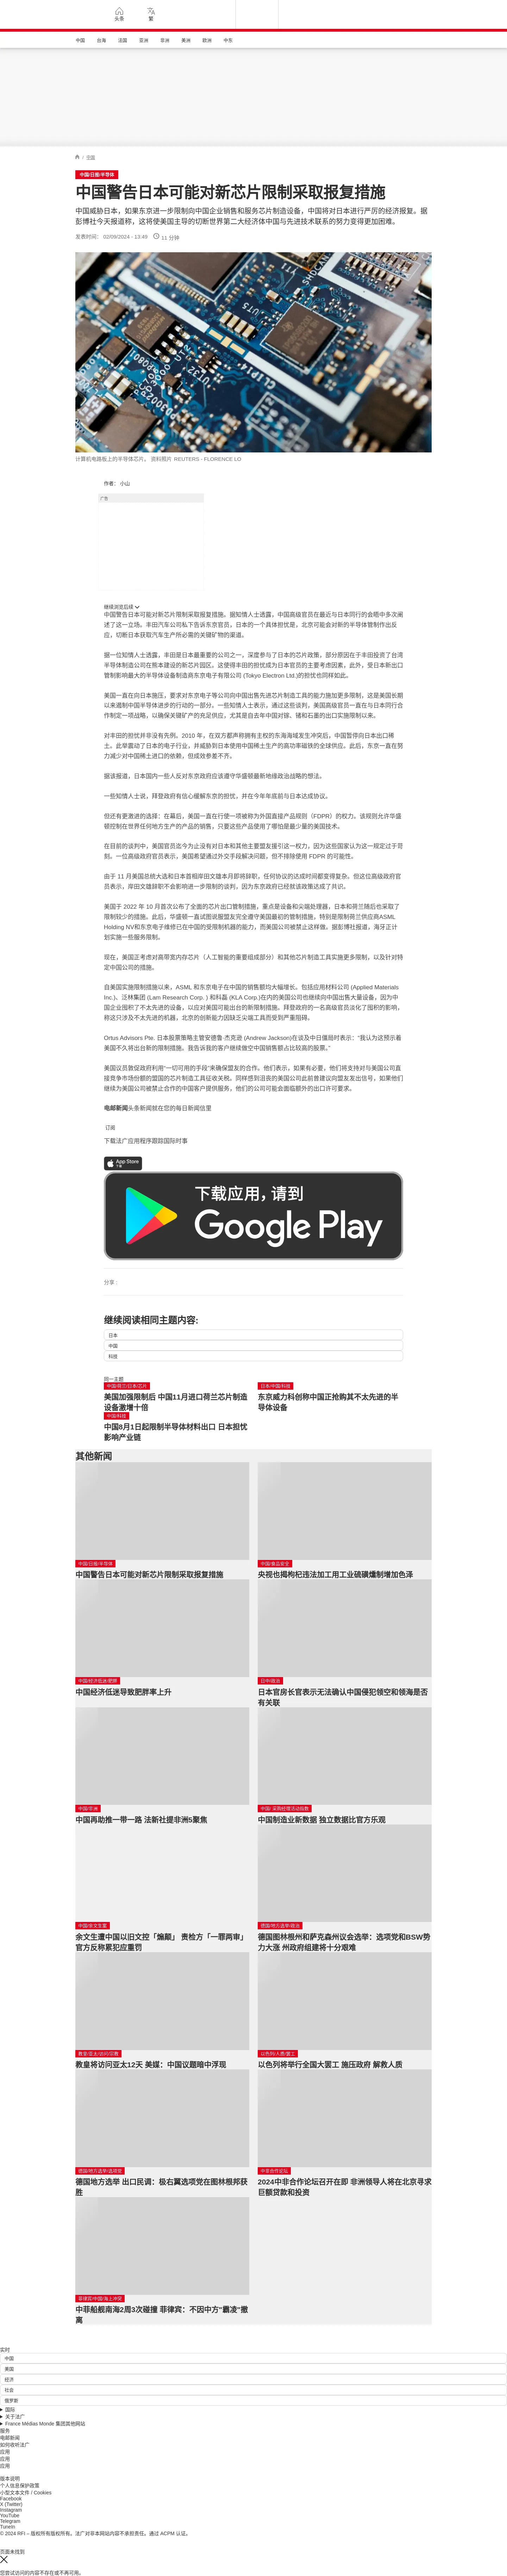 头条
繁
中国
台海
法国
亚洲
非洲
美洲
欧洲
中东
/ 中国
中国/日报/半导体
中国警告日本可能对新芯片限制采取报复措施
中国威胁日本，如果东京进一步限制向中国企业销售和服务芯片制造设备，中国将对日本进行严厉的经济报复。据
彭博社今天报道称，这将使美国主导的切断世界第二大经济体中国与先进技术联系的努力变得更加困难。
发表时间： 02/09/2024 - 13:49
11 分钟
计算机电路板上的半导体芯片。 资料照片 REUTERS - FLORENCE LO
作者： 小山
广告
继续浏览后续
中国警告日本可能对新芯片限制采取报复措施。据知情人士透露，中国高级官员在最近与日本同行的会晤中多次阐
述了这一立场。丰田汽车公司私下告诉东京官员，日本的一个具体担忧是，北京可能会对新的半导体管制作出反
应，切断日本获取汽车生产所必需的关键矿物的渠道。
据一位知情人士透露，丰田是日本最重要的公司之一，深度参与了日本的芯片政策，部分原因在于丰田投资了台湾
半导体制造公司在熊本建设的新芯片园区。这使得丰田的担忧成为日本官员的主要考虑因素，此外，受日本新出口
管制影响最大的半导体设备制造商东京电子有限公司 (Tokyo Electron Ltd.)的担忧也同样如此。
美国一直在向日本施压，要求对东京电子等公司向中国出售先进芯片制造工具的能力施加更多限制，这是美国长期
以来遏制中国半导体进步的行动的一部分。一些知情人士表示，通过这些谈判，美国高级官员一直在与日本同行合
作制定一项战略，以确保关键矿产的充足供应，尤其是自去年中国对镓、锗和石墨的出口实施限制以来。
对丰田的担忧并非没有先例。2010 年，在双方都声称拥有主权的东海海域发生冲突后，中国暂停向日本出口稀
土。此举震动了日本的电子行业，并威胁到日本使用中国稀土生产的高功率磁铁的全球供应。此后，东京一直在努
力减少对中国稀土进口的依赖，但成效参差不齐。
据该报道，日本国内一些人反对东京政府应该遵守华盛顿最新地缘政治战略的想法。
一些知情人士说，拜登政府有信心缓解东京的担忧，并在今年年底前与日本达成协议。
但还有更激进的选择：在幕后，美国一直在行使一项被称为外国直接产品规则（FDPR）的权力。该规则允许华盛
顿控制在世界任何地方生产的产品的销售，只要这些产品使用了哪怕是最少量的美国技术。
在目前的谈判中，美国官员迄今为止没有对日本和其他主要盟友援引这一权力，因为这些国家认为这一规定过于苛
刻。一位高级政府官员表示，美国希望通过外交手段解决问题，但不排除使用 FDPR 的可能性。
由于 11 月美国总统大选和日本首相岸田文雄本月即将辞职，任何协议的达成时间都变得复杂。但这位高级政府官
员表示，岸田文雄辞职不会影响进一步限制的谈判，因为东京政府已经就该政策达成了共识。
美国于 2022 年 10 月首次公布了全面的芯片出口管制措施，重点是设备和尖端处理器，日本和荷兰随后也采取了
限制较少的措施。此后，华盛顿一直试图说服盟友完全遵守美国最初的管制措施，特别是限制荷兰供应商ASML
Holding NV和东京电子维修已在中国的受限制机器的能力，而美国公司被禁止这样做。据彭博社报道，海牙正计
划实施一些服务限制。
现在，美国正考虑对高带宽内存芯片（人工智能的重要组成部分）和其他芯片制造工具实施更多限制，以及针对特
定中国公司的措施。
自美国实施限制措施以来，ASML 和东京电子在中国的销售额均大幅增长。包括应用材料公司 (Applied Materials
Inc.)、泛林集团 (Lam Research Corp. ) 和科磊 (KLA Corp.)在内的美国公司也继续向中国出售大量设备，因为中
国企业囤积了不太先进的设备，以应对美国可能出台的新限制措施。拜登政府的一名高级官员淡化了囤积的影响，
称这只涉及不太先进的机器，北京的创新能力因缺乏尖端工具而受到严重阻碍。
Ortus Advisors Pte. 日本股票策略主管安德鲁·杰克逊 (Andrew Jackson)在谈及中日僵局时表示：“我认为这预示着
美国不久将出台新的限制措施。我告诉我的客户继续做空中国销售额占比较高的股票。”
美国议员敦促政府利用“一切可用的手段”来确保盟友的合作。他们表示，如果有必要，他们将支持对与美国公司直
接竞争市场份额的盟国的芯片制造工具征收关税。同样感到沮丧的美国公司此前曾建议向盟友发出信号，如果他们
继续为美国公司被禁止合作的中国客户提供服务，他们的公司可能会面临额外的出口许可要求。
电邮新闻头条新闻就在您的每日新闻信里
订阅
下载法广应用程序跟踪国际时事
App Store
下载
下载应用，请到
Google Play
分享 :
继续阅读相同主题内容:
日本
中国
科技
同一主题
中国/荷兰/日本/芯片
美国加强限制后 中国11月进口荷兰芯片制造
设备激增十倍
日本/中国/科技
东京威力科创称中国正抢购其不太先进的半
导体设备
中国/科技
中国8月1日起限制半导体材料出口 日本担忧
影响产业链
其他新闻
中国/日报/半导体
中国警告日本可能对新芯片限制采取报复措施
中国/食品安全
央视也揭枸杞违法加工用工业硫磺燻制增加色泽
中国/经济低迷/肥胖
中国经济低迷导致肥胖率上升
日中/政治
日本官房长官表示无法确认中国侵犯领空和领海是否
有关联
中国/非洲
中国再助推一带一路 法新社提非洲5聚焦
中国/ 采购经理活动指数
中国制造业新数据 独立数据比官方乐观
中国/余文生案
余文生遭中国以旧文控「煽颠」 责检方「一罪两审」
官方反称累犯应重罚
德国/地方选举/政治
德国图林根州和萨克森州议会选举：选项党和BSW势
力大涨 州政府组建将十分艰难
教皇/亚太/访问/宗教
教皇将访问亚太12天 美媒：中国议题暗中浮现
以色列/人质/罢工
以色列将举行全国大罢工 施压政府 解救人质
德国/地方选举/选项党
德国地方选举 出口民调：极右翼选项党在图林根邦获
胜
中非合作论坛
2024中非合作论坛召开在即 非洲领导人将在北京寻求
巨额贷款和投资
菲律宾/中国/海上冲突
中菲船舰南海2周3次碰撞 菲律宾：不因中方“霸凌”撤
离
实时
中国
美国
经济
社会
俄罗斯
国际
关于法广
France Médias Monde 集团其他网站
服务
电邮新闻
如何收听法广
应用
应用
应用
版本说明
个人信息保护政策
小型文本文件 / Cookies
Facebook
X (Twitter)
Instagram
YouTube
Telegram
TuneIn
© 2024 RFI – 版权所有版权所有。法广对非本网站内容不承担责任。通过 ACPM 认证。
页面未找到
您尝试访问的内容不存在或不再可用。